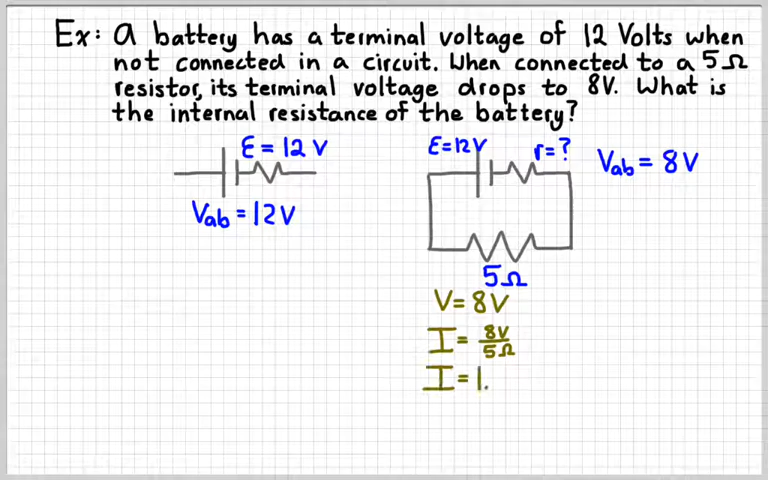 Ex: A battery has a terminal voltage of 12 Volts when
not connected in a circuit. When connected to a 5Ω
resistor, its terminal voltage drops to 8V. What is
the internal resistance of the battery?
Ɛ = 12 V
Vab = 12V
Ɛ=12V
r=?
Vab = 8V
5Ω
V= 8V
I = 8V/5Ω
I = 1.